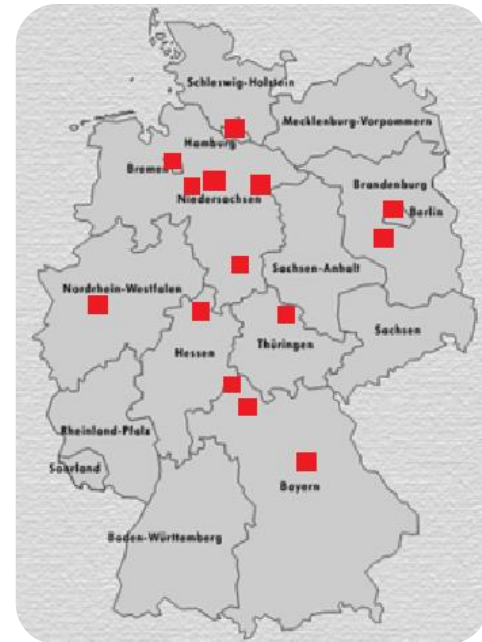 Schleswig-Holstein
Mecklenburg-Vorpommern
Hamburg
Bremen
Niedersachsen
Brandenburg
Berlin
Sachsen-Anhalt
Nordrhein-Westfalen
Sachsen
Thüringen
Hessen
Rheinland-Pfalz
Saarland
Bayern
Baden-Württemberg